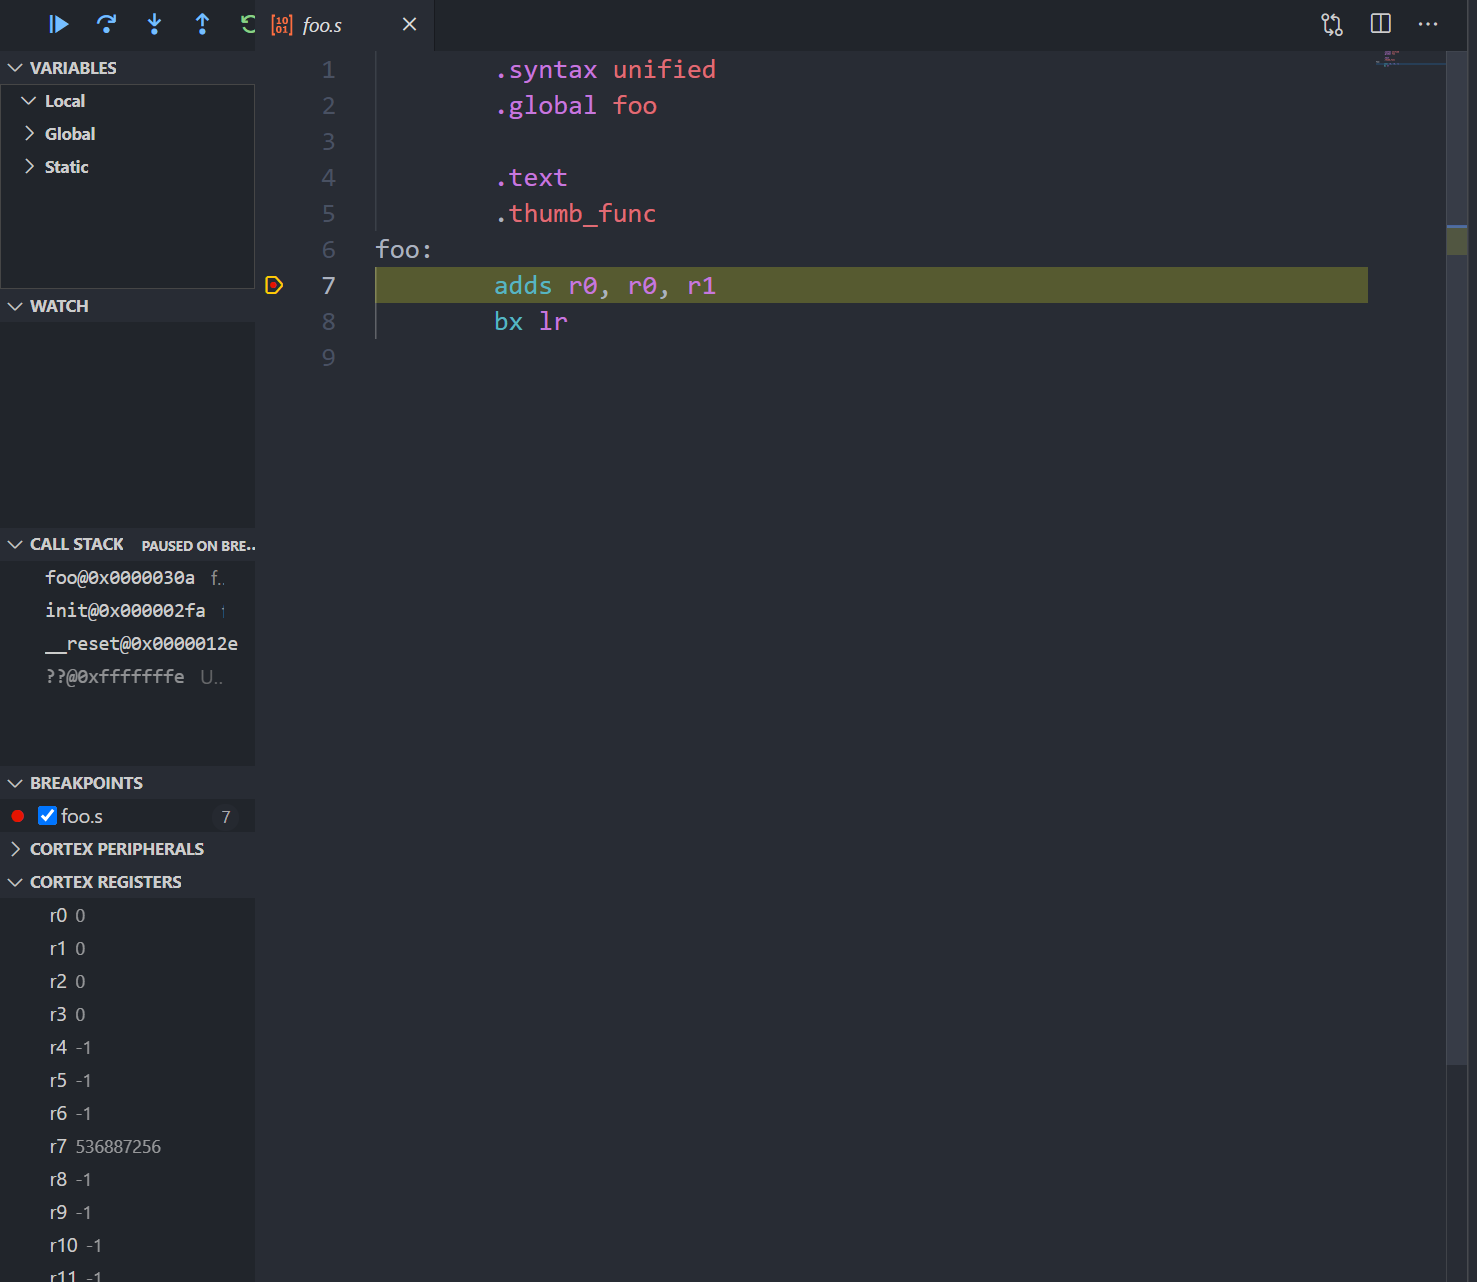 foo.s
VARIABLES
Local
Global
Static
WATCH
CALL STACK PAUSED ON BRE...
foo@0x0000030a f..
init@0x000002fa
__reset@0x0000012e
??@0xfffffffe U..
BREAKPOINTS
foo.s 7
CORTEX PERIPHERALS
CORTEX REGISTERS
r0 0
r1 0
r2 0
r3 0
r4 -1
r5 -1
r6 -1
r7 536887256
r8 -1
r9 -1
r10 -1
r11 -1
1 .syntax unified
2 .global foo
3
4 .text
5 .thumb_func
6 foo:
7 adds r0, r0, r1
8 bx lr
9